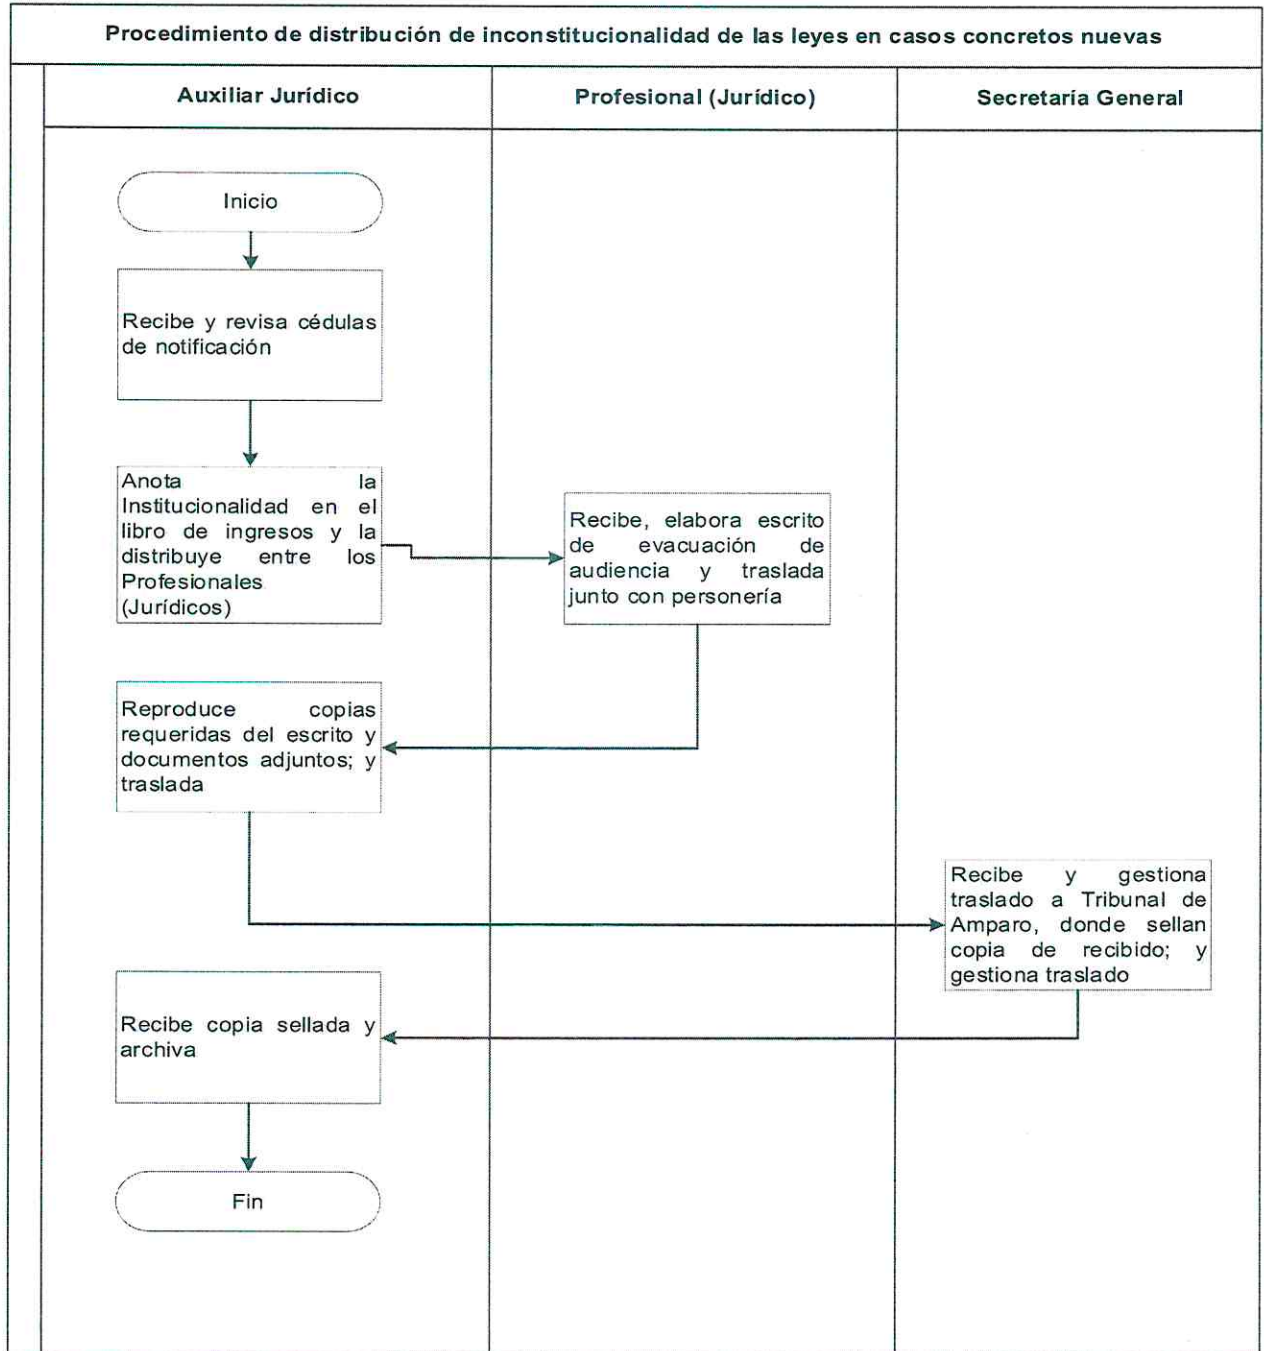 Procedimiento de distribución de inconstitucionalidad de las leyes en casos concretos nuevas
Auxiliar Jurídico
Profesional (Jurídico)
Secretaría General
Inicio
Recibe y revisa cédulas
de notificación
Anota la
Institucionalidad en el
libro de ingresos y la
distribuye entre los
Profesionales
(Jurídicos)
Recibe, elabora escrito
de evacuación de
audiencia y traslada
junto con personería
Reproduce copias
requeridas del escrito y
documentos adjuntos; y
traslada
Recibe y gestiona
traslado a Tribunal de
Amparo, donde sellan
copia de recibido; y
gestiona traslado
Recibe copia sellada y
archiva
Fin